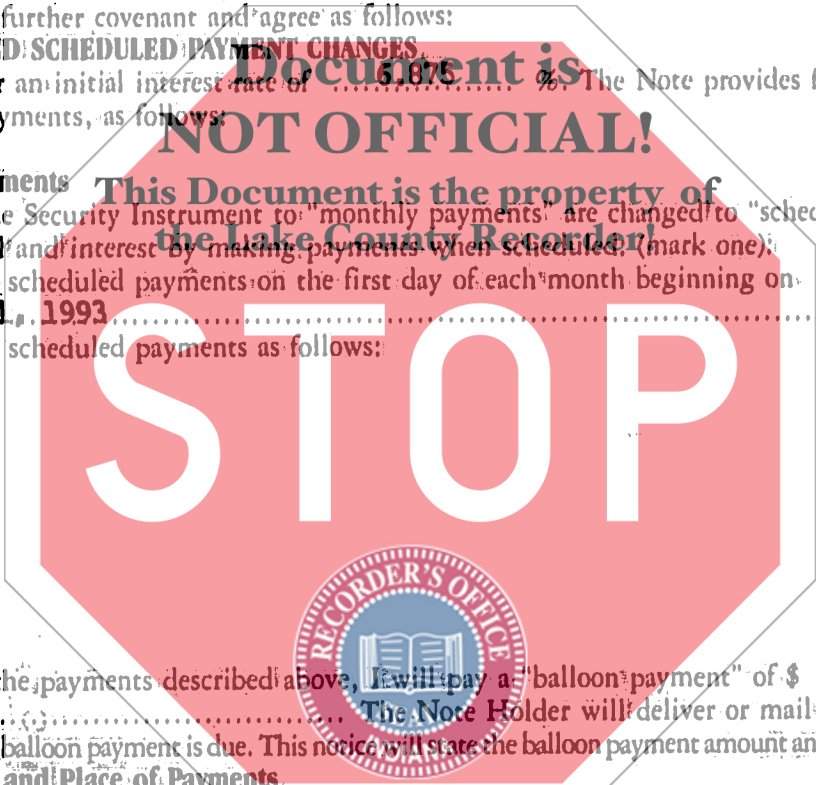 further covenant and agree as follows:
D SCHEDULED PAYMENT CHANGES
Document is
r an initial interest rate of ...... 5.875 ...... %. The Note provides f
yments, as follows:
NOT OFFICIAL!
ments
This Document is the property of
e Security Instrument to "monthly payments" are changed to "sched
the Lake County Recorder!
and interest by making payments when scheduled: (mark one):
scheduled payments on the first day of each month beginning on
1, 1993
scheduled payments as follows:
STOP
RECORDER'S OFFICE
he payments described above, I will pay a "balloon payment" of $
The Note Holder will deliver or mail
balloon payment is due. This notice will state the balloon payment amount an
and Place of Payments